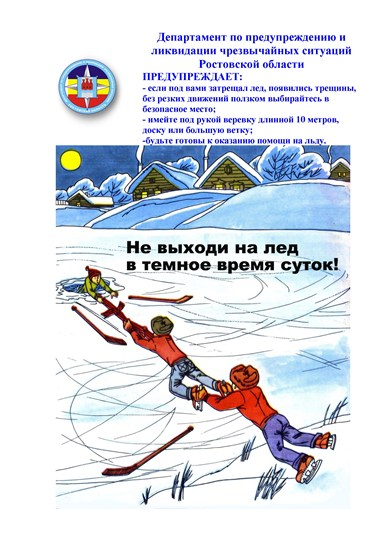 Департамент по предупреждению и
ликвидации чрезвычайных ситуаций
Ростовской области
ПРЕДУПРЕЖДАЕТ:
- если под вами затрещал лед, появились трещины,
без резких движений ползком выбирайтесь в
безопасное место;
- имейте под рукой веревку длинной 10 метров,
доску или большую ветку;
-будьте готовы к оказанию помощи на льду.
Не выходи на лед
в темное время суток!